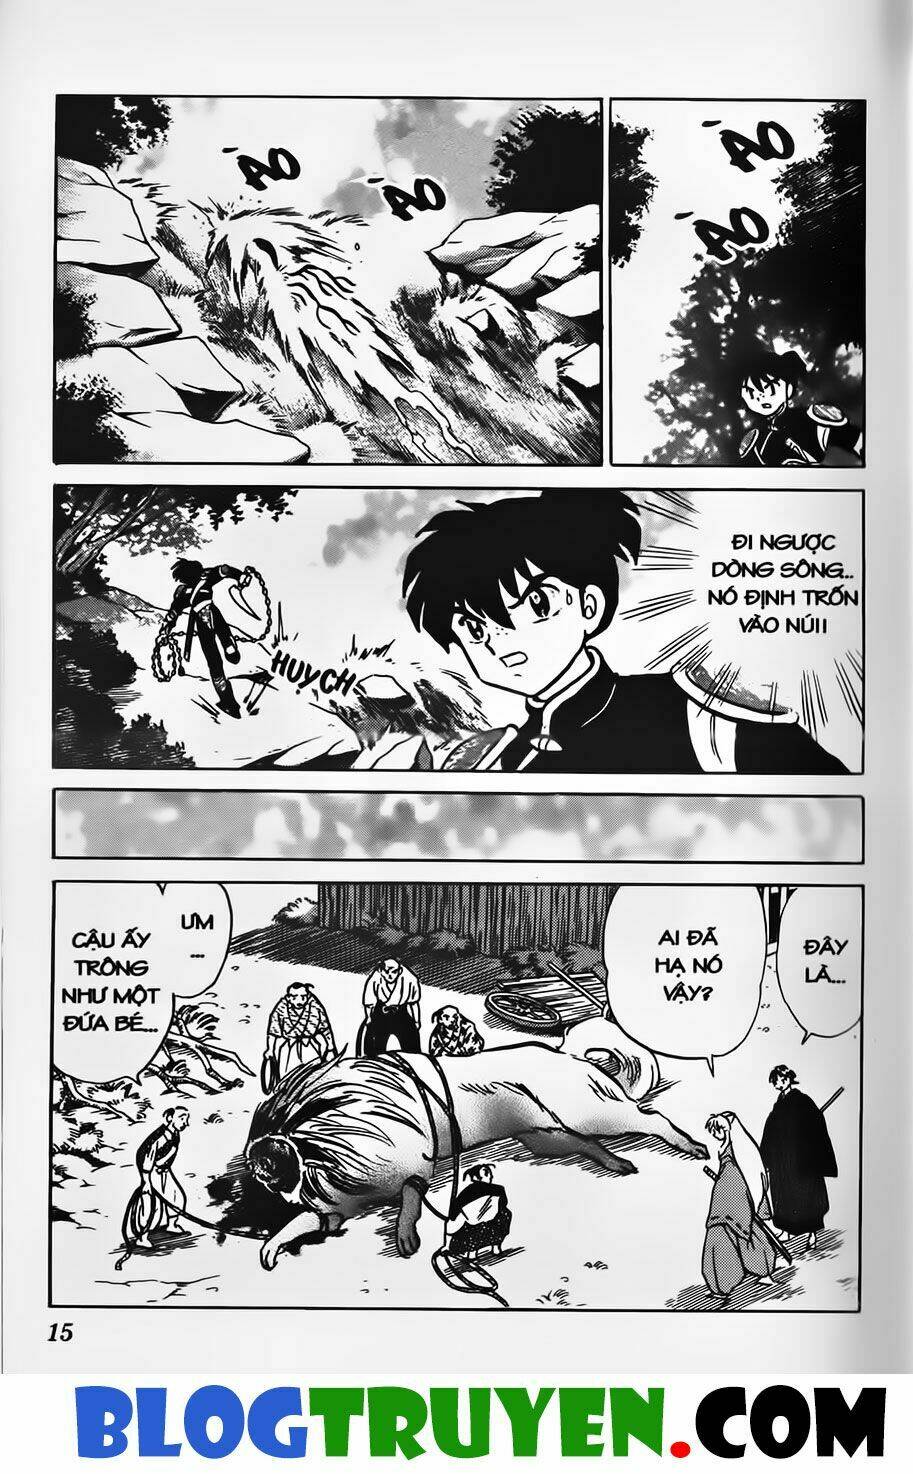 ÀO
ÀO
ÀO
ÀO
ĐI NGƯỢC
DÒNG SÔNG...
NÓ ĐỊNH TRỐN
VÀO NÚI!
HUỴCH
ĐÂY
LÀ...
AI ĐÃ
HẠ NÓ
VẬY?
ƯM
...
CẬU ẤY
TRÔNG
NHƯ MỘT
ĐỨA BÉ...
15
BLOGTRUYEN.COM